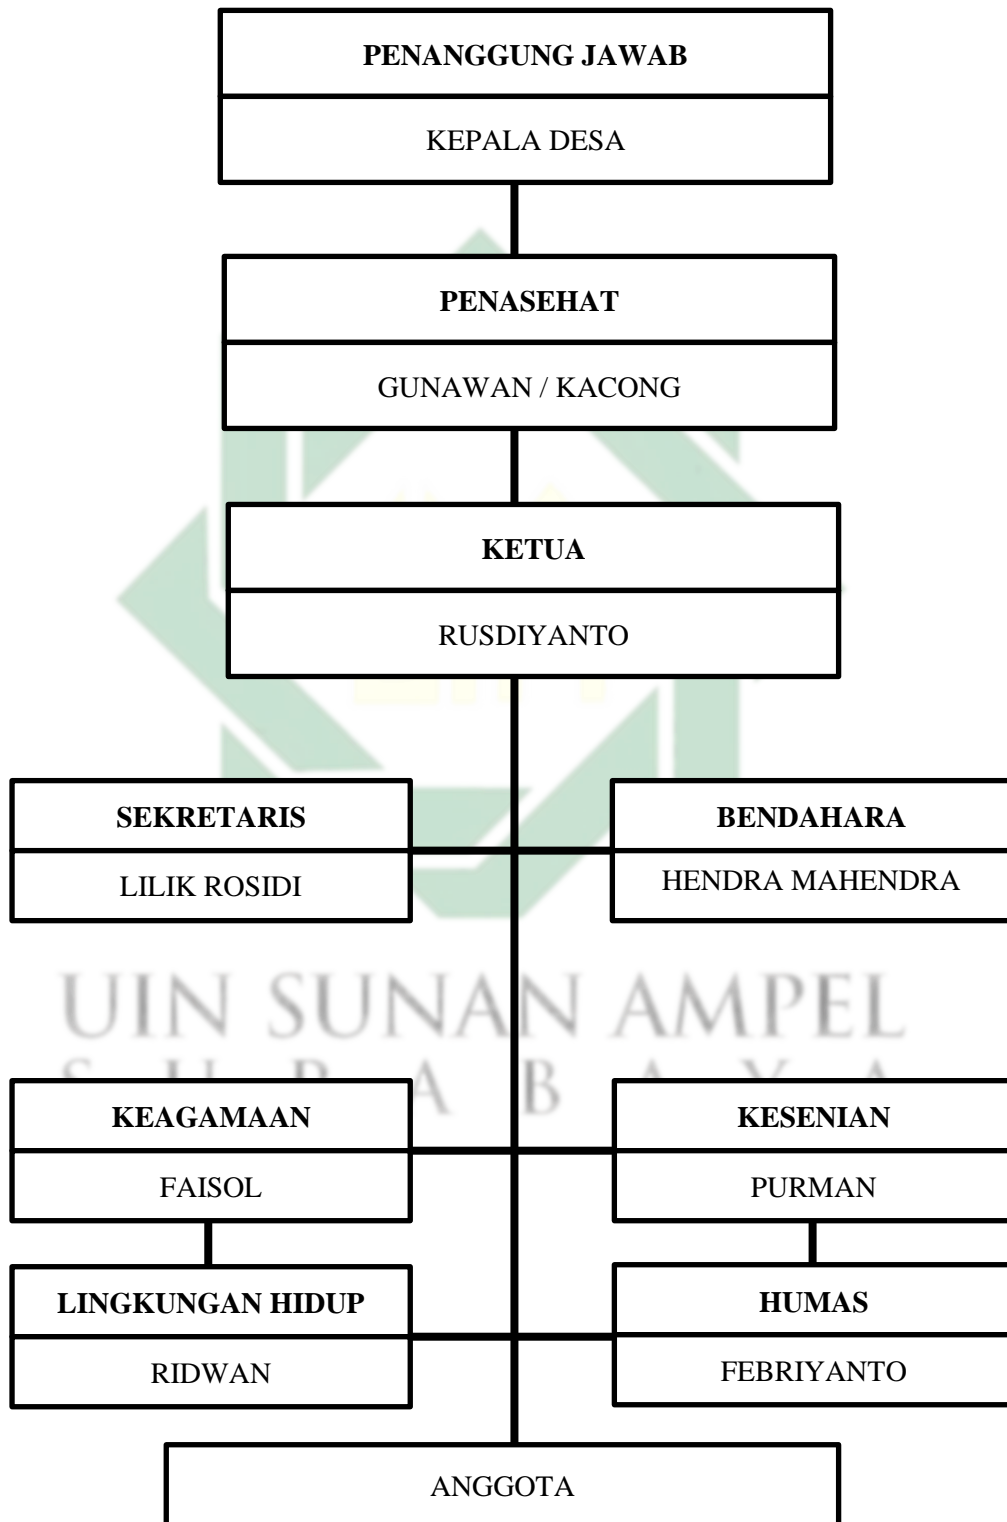 PENANGGUNG JAWAB
KEPALA DESA
PENASEHAT
GUNAWAN / KACONG
KETUA
RUSDIYANTO
SEKRETARIS
LILIK ROSIDI
BENDAHARA
HENDRA MAHENDRA
UIN SUNAN AMPEL
S U R A B A Y A
KEAGAMAAN
FAISOL
KESENIAN
PURMAN
LINGKUNGAN HIDUP
RIDWAN
HUMAS
FEBRIYANTO
ANGGOTA